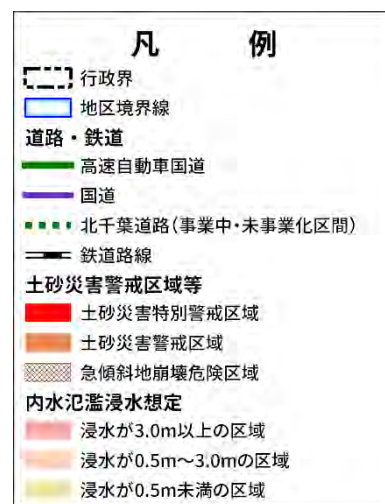 凡 例
行政界
地区境界線
道路・鉄道
高速自動車国道
国道
北千葉道路(事業中・未事業化区間)
鉄道路線
土砂災害警戒区域等
土砂災害特別警戒区域
土砂災害警戒区域
急傾斜地崩壊危険区域
内水氾濫浸水想定
浸水が3.0m以上の区域
浸水が0.5m～3.0mの区域
浸水が0.5m未満の区域